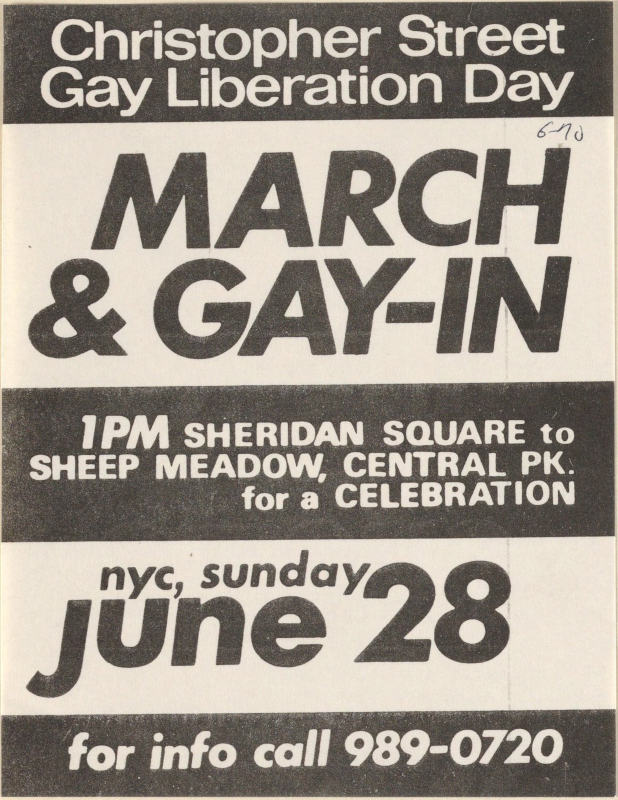 Christopher Street
Gay Liberation Day
6-70
MARCH
& GAY-IN
1PM SHERIDAN SQUARE to
SHEEP MEADOW, CENTRAL PK.
for a CELEBRATION
nyc, sunday
june 28
for info call 989-0720